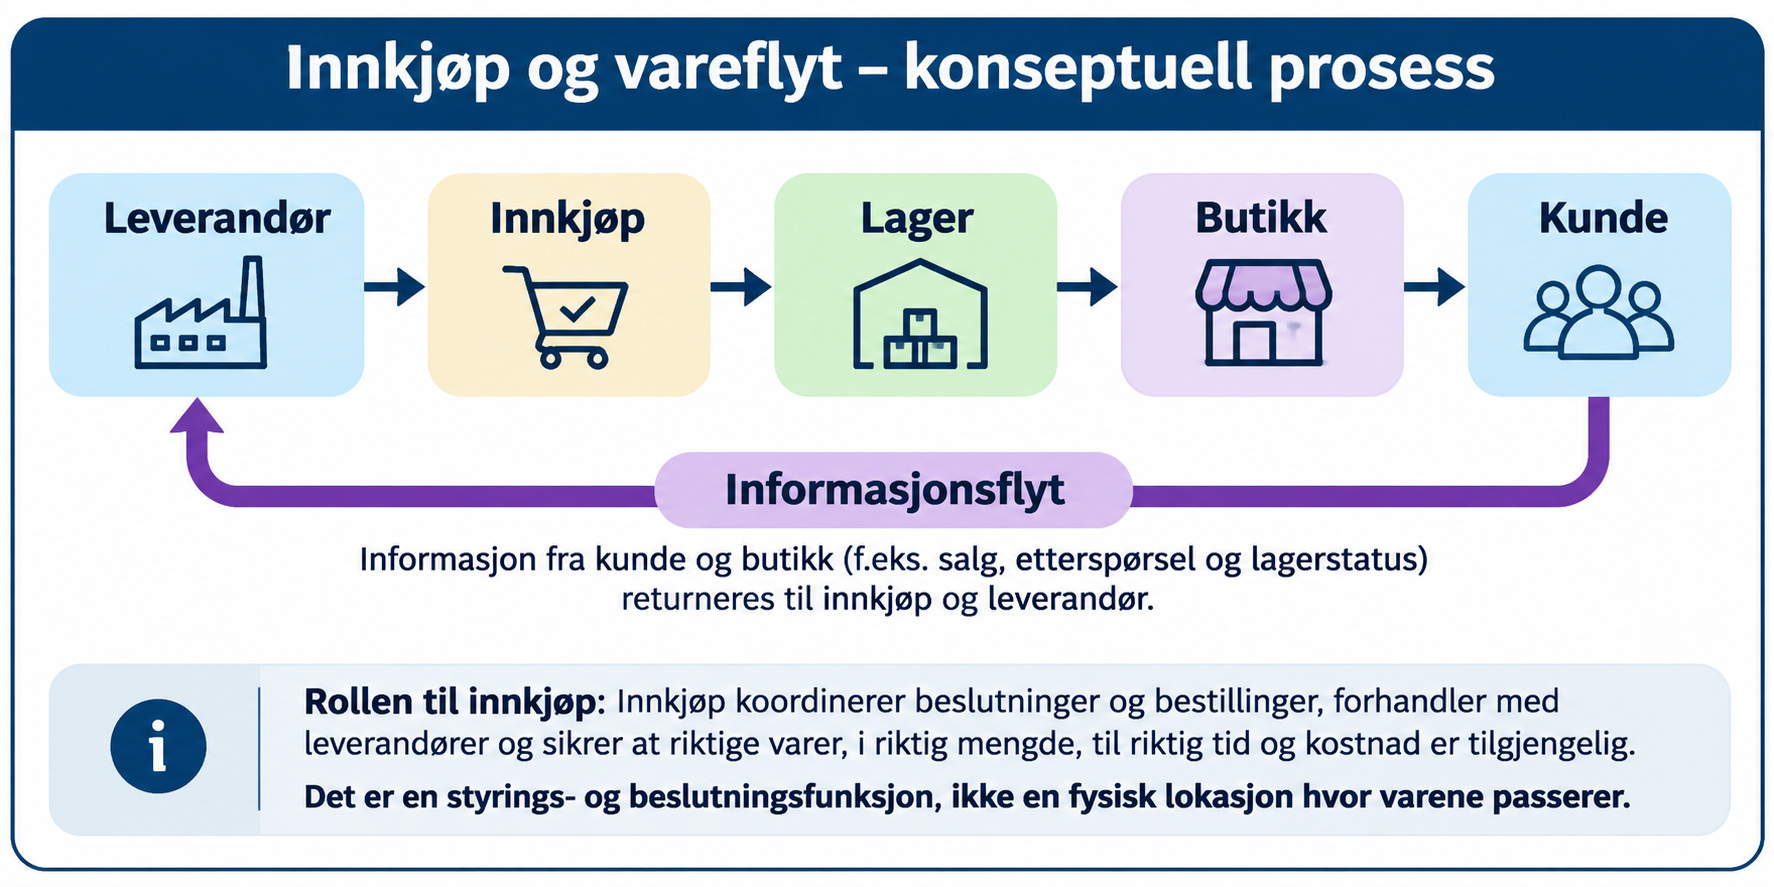 Innkjøp og vareflyt – konseptuell prosess
Leverandør
Innkjøp
Lager
Butikk
Kunde
Informasjonsflyt
Informasjon fra kunde og butikk (f.eks. salg, etterspørsel og lagerstatus)
returneres til innkjøp og leverandør.
i
Rollen til innkjøp: Innkjøp koordinerer beslutninger og bestillinger, forhandler med
leverandører og sikrer at riktige varer, i riktig mengde, til riktig tid og kostnad er tilgjengelig.
Det er en styrings- og beslutningsfunksjon, ikke en fysisk lokasjon hvor varene passerer.